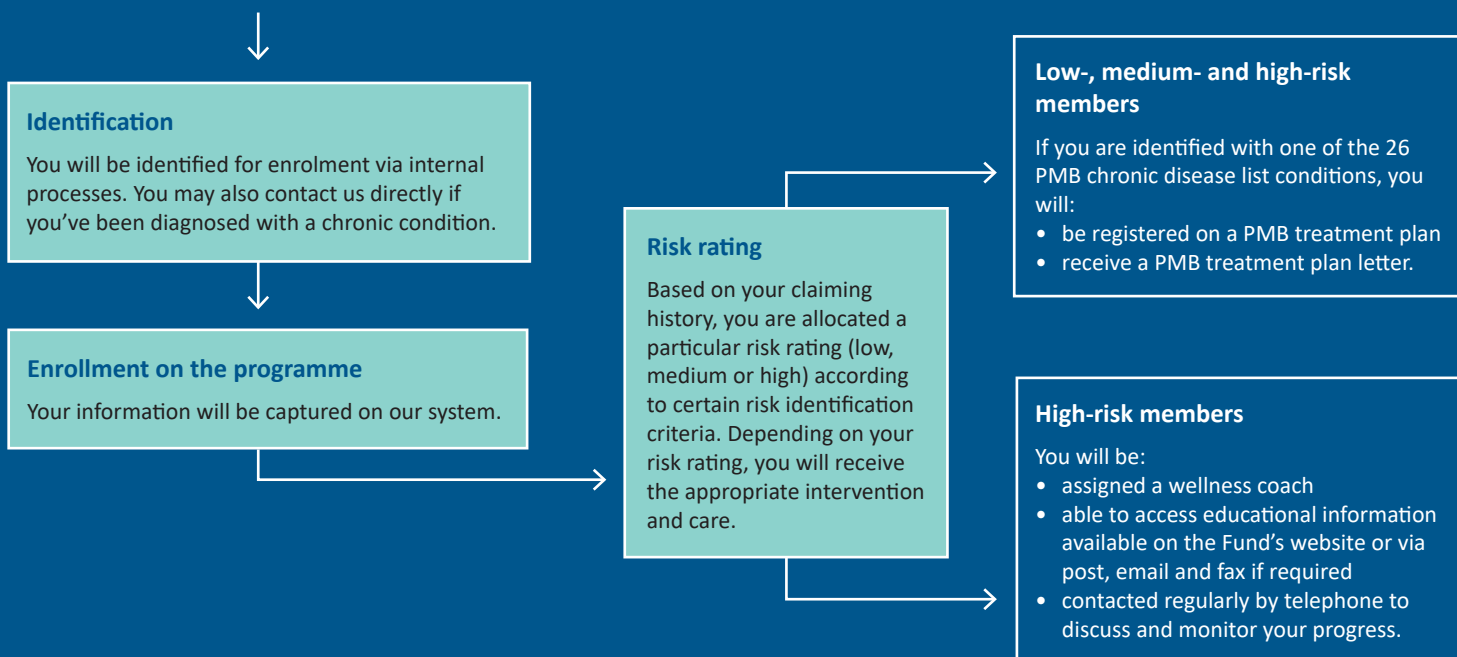 Identification
You will be identified for enrolment via internal
processes. You may also contact us directly if
you’ve been diagnosed with a chronic condition.
Enrollment on the programme
Your information will be captured on our system.
Risk rating
Based on your claiming
history, you are allocated a
particular risk rating (low,
medium or high) according
to certain risk identification
criteria. Depending on your
risk rating, you will receive
the appropriate intervention
and care.
Low-, medium- and high-risk
members
If you are identified with one of the 26
PMB chronic disease list conditions, you
will:
• be registered on a PMB treatment plan
• receive a PMB treatment plan letter.
High-risk members
You will be:
• assigned a wellness coach
• able to access educational information
available on the Fund’s website or via
post, email and fax if required
• contacted regularly by telephone to
discuss and monitor your progress.